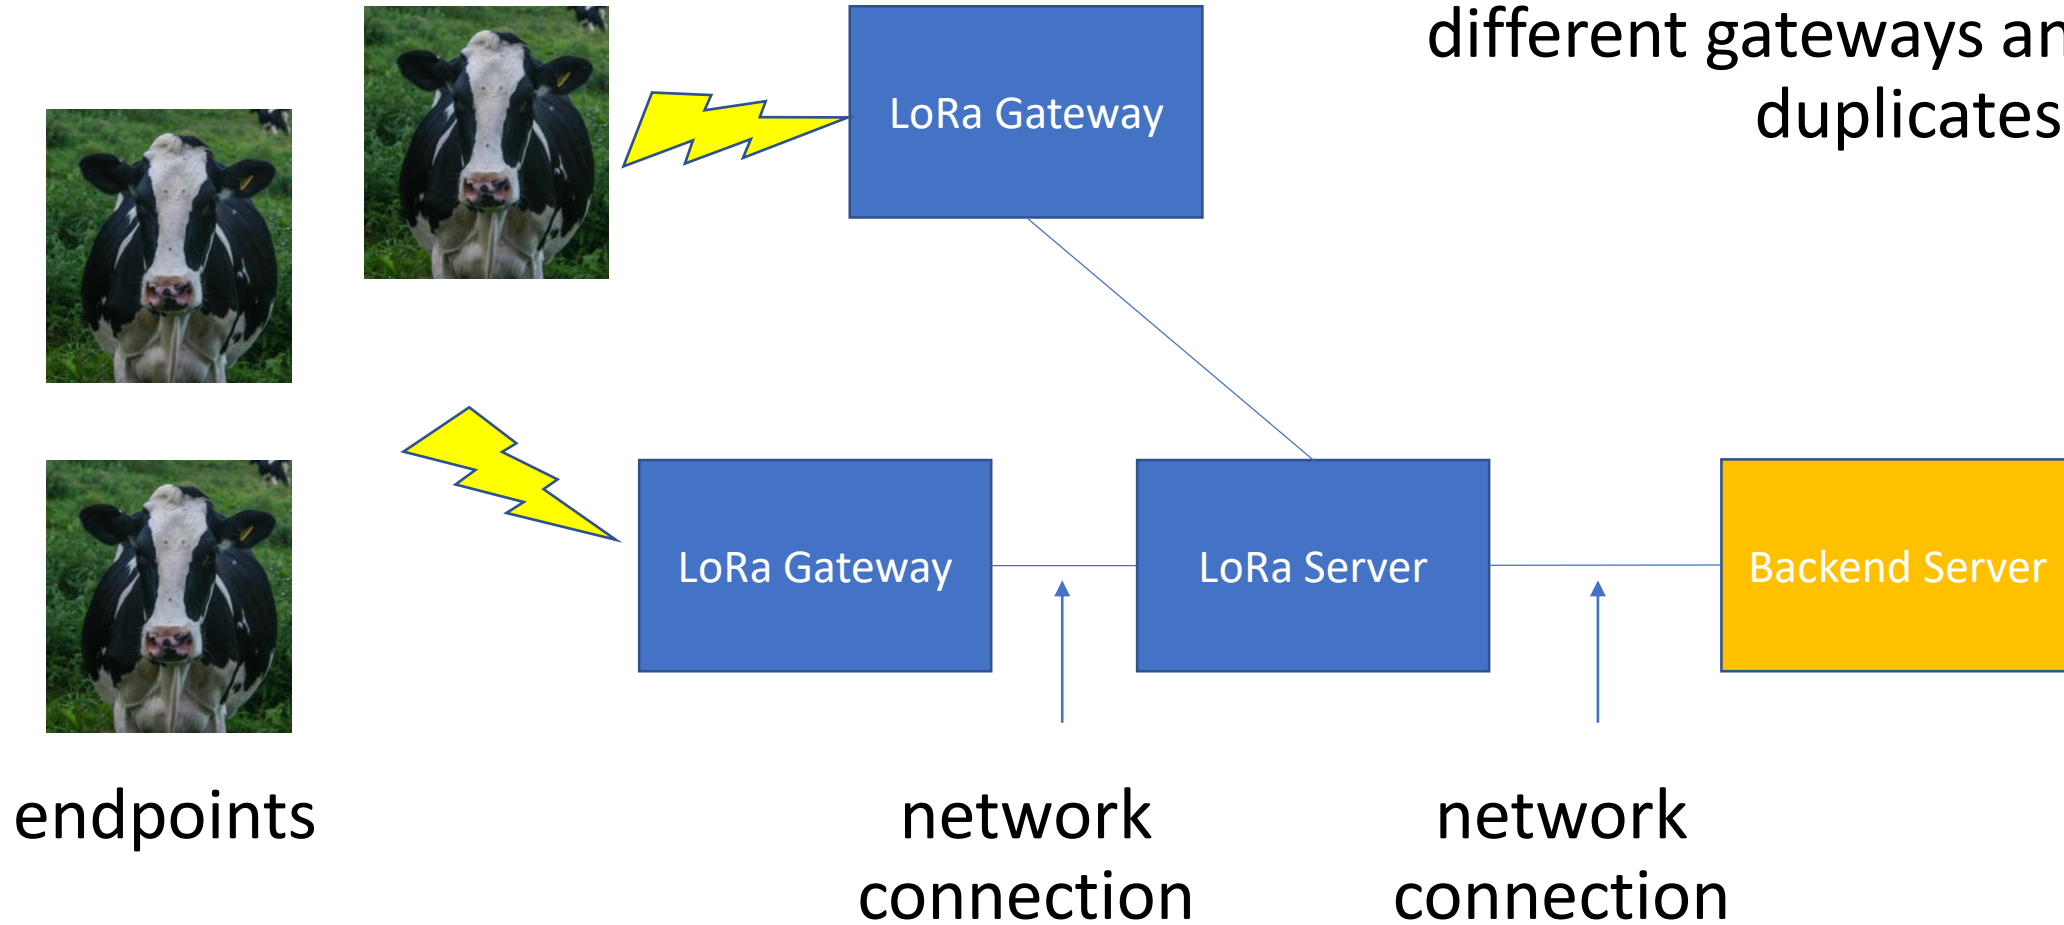 different gateways an
duplicates
LoRa Gateway
LoRa Gateway
LoRa Server
Backend Server
endpoints
network
connection
network
connection